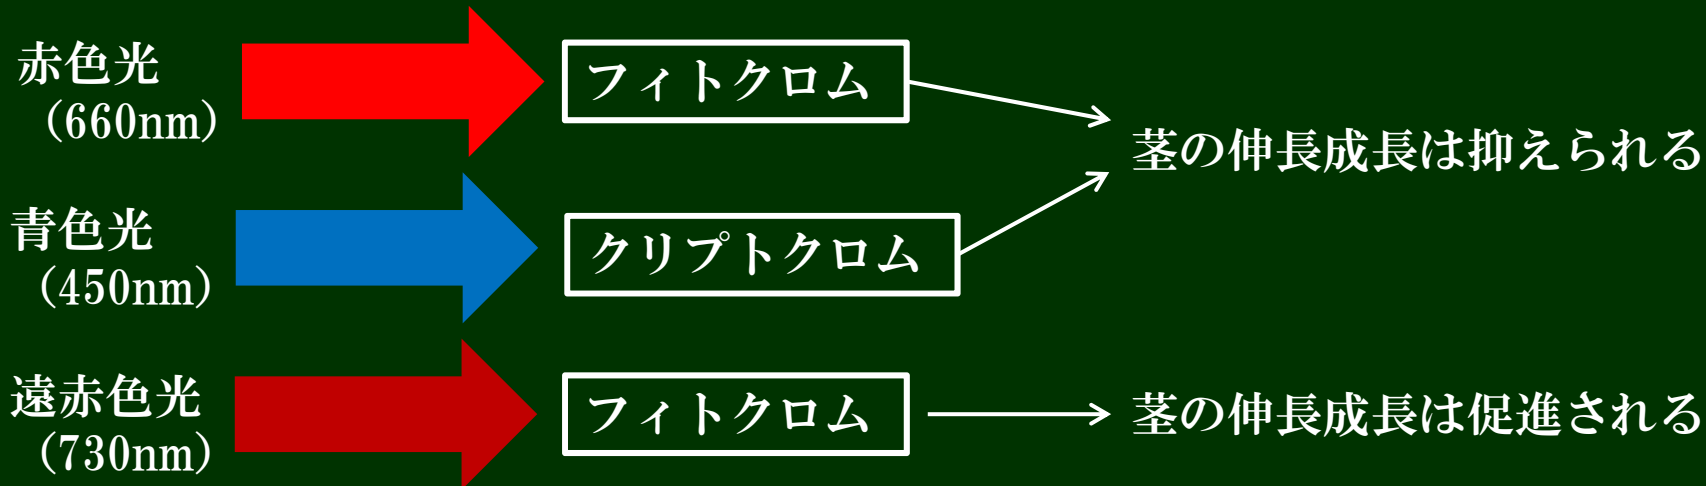 赤色光
(660nm)
フィトクロム
茎の伸長成長は抑えられる
青色光
(450nm)
クリプトクロム
遠赤色光
(730nm)
フィトクロム
茎の伸長成長は促進される